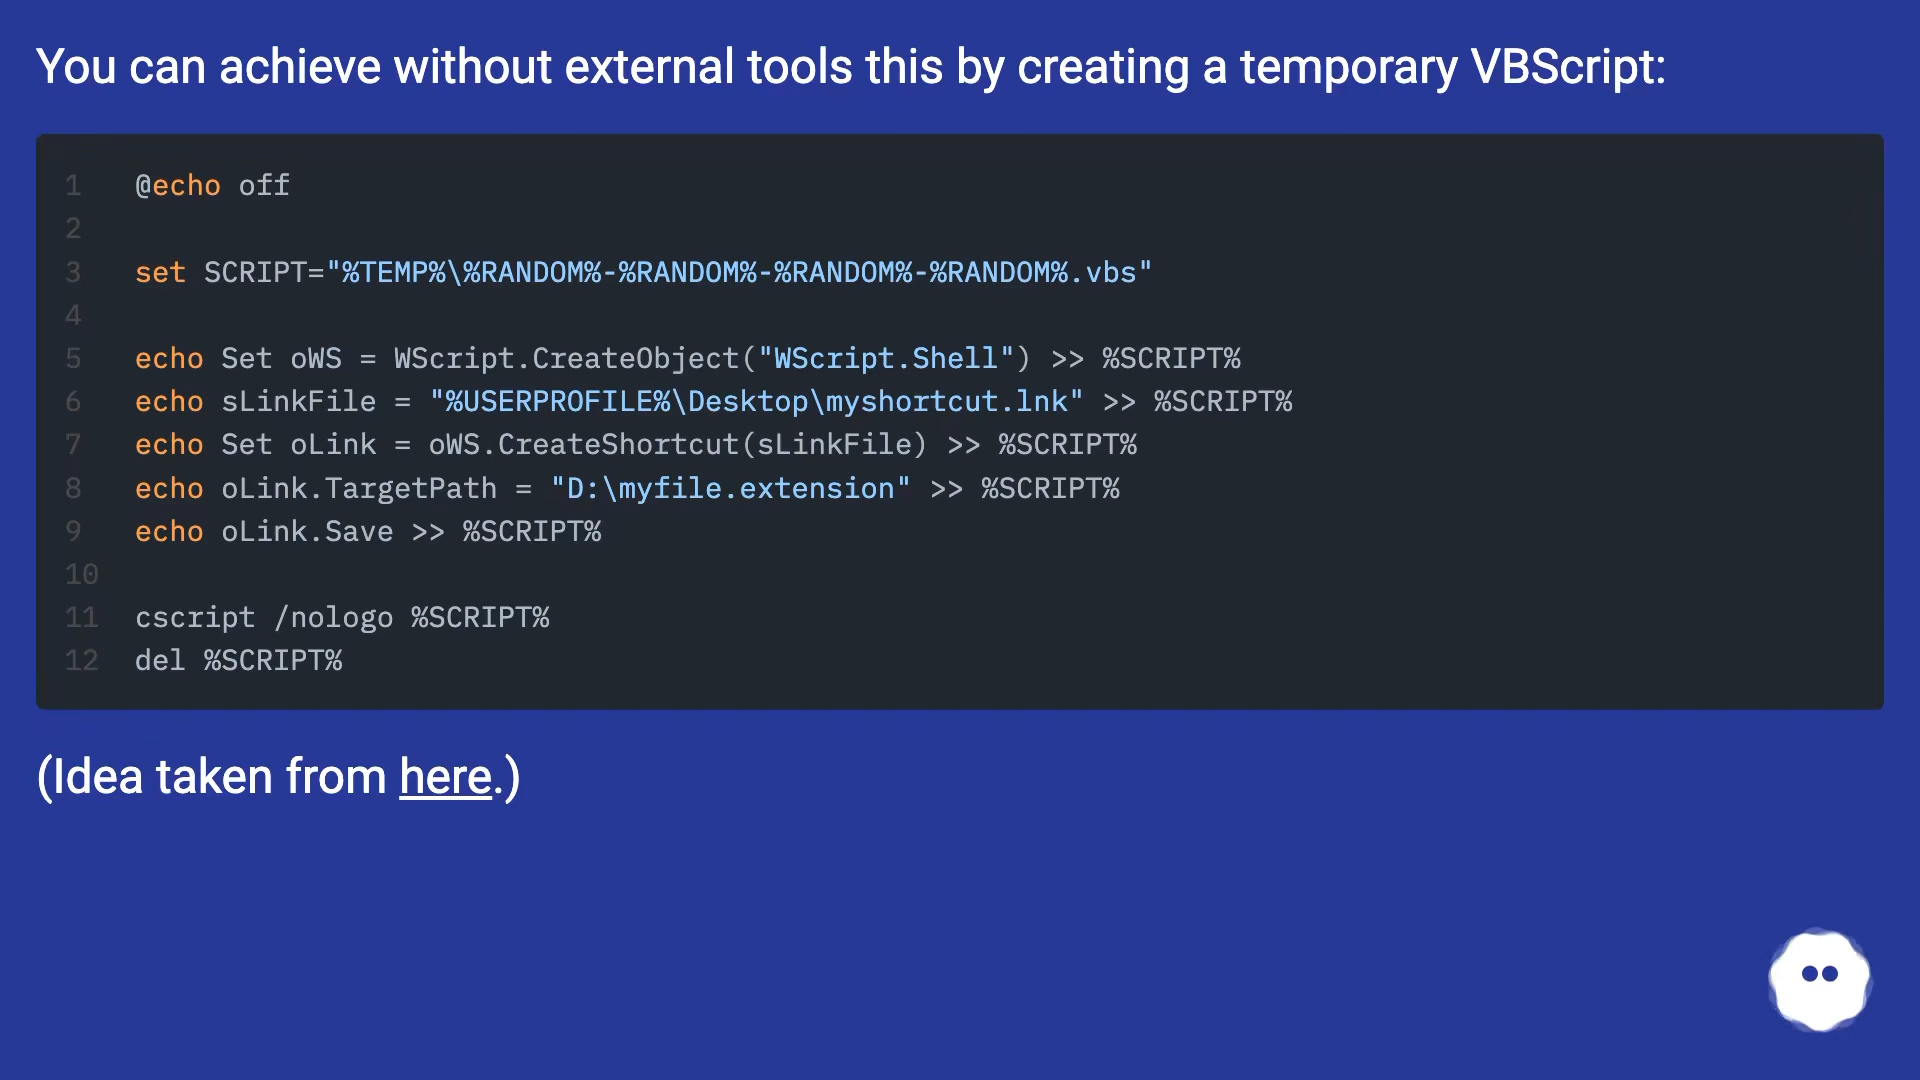 You can achieve without external tools this by creating a temporary VBScript:
1 @echo off
2
3 set SCRIPT="%TEMP%\%RANDOM%-%RANDOM%-%RANDOM%-%RANDOM%.vbs"
4
5 echo Set oWS = WScript.CreateObject("WScript.Shell") >> %SCRIPT%
6 echo sLinkFile = "%USERPROFILE%\Desktop\myshortcut.lnk" >> %SCRIPT%
7 echo Set oLink = oWS.CreateShortcut(sLinkFile) >> %SCRIPT%
8 echo oLink.TargetPath = "D:\myfile.extension" >> %SCRIPT%
9 echo oLink.Save >> %SCRIPT%
10
11 cscript /nologo %SCRIPT%
12 del %SCRIPT%
(Idea taken from here.)